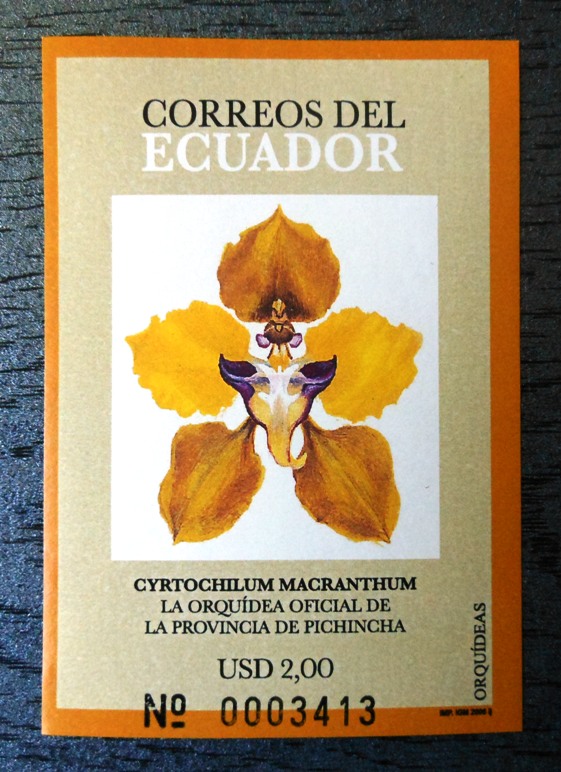 CORREOS DEL
ECUADOR
CYRTOCHILUM MACRANTHUM
LA ORQUÍDEA OFICIAL DE
LA PROVINCIA DE PICHINCHA
USD 2,00
Nº 0003413
ORQUÍDEAS